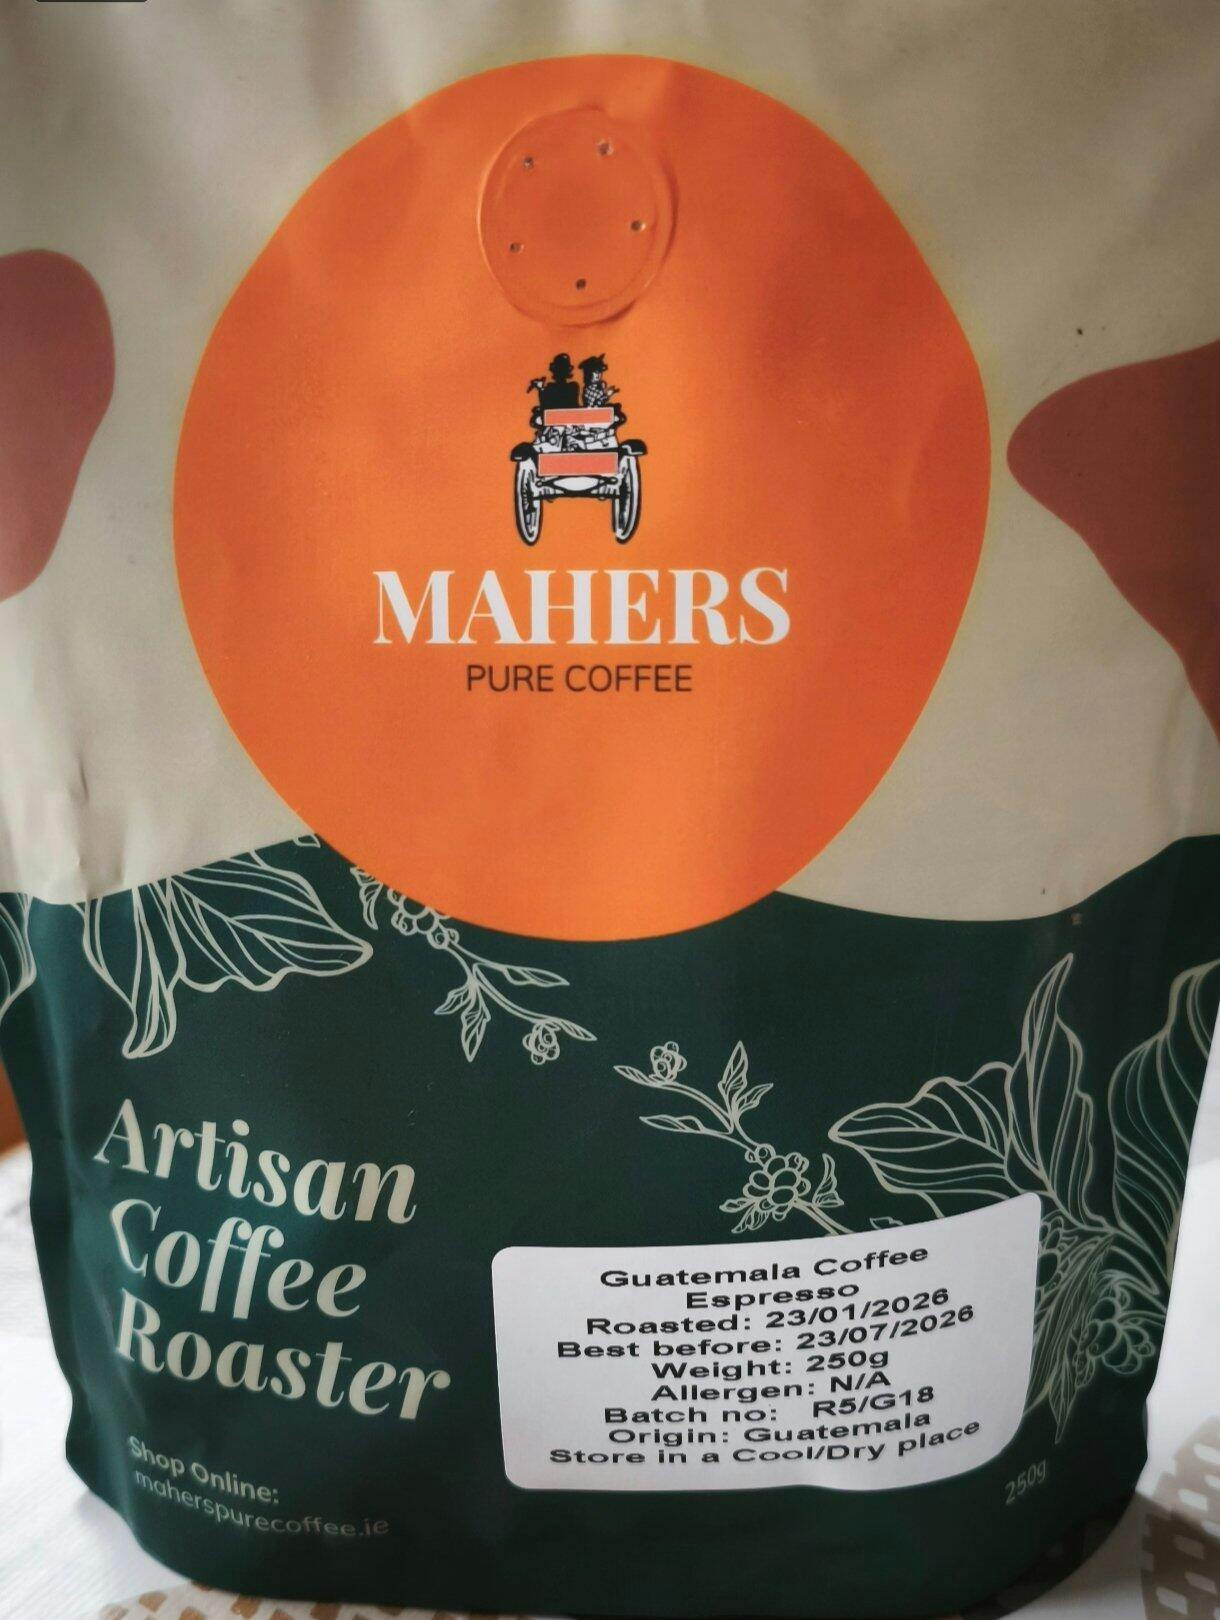 MAHERS
PURE COFFEE
Artisan
Coffee
Roaster
Shop Online:
maherspurecoffee.ie
Guatemala Coffee
Espresso
Roasted: 23/01/2026
Best before: 23/07/2026
Weight: 250g
Allergen: N/A
Batch no: R5/G18
Origin: Guatemala
Store in a Cool/Dry place
250g